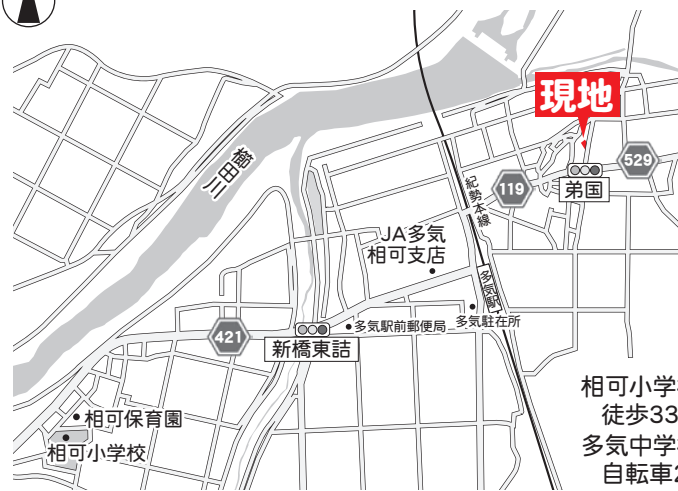 現地
529
119
弟国
櫛田川
紀勢本線
JA多気
相可支店
多気駅
多気駅前郵便局
多気駐在所
421
新橋東詰
相可保育園
相可小学校
相可小学
徒歩33
多気中学
自転車